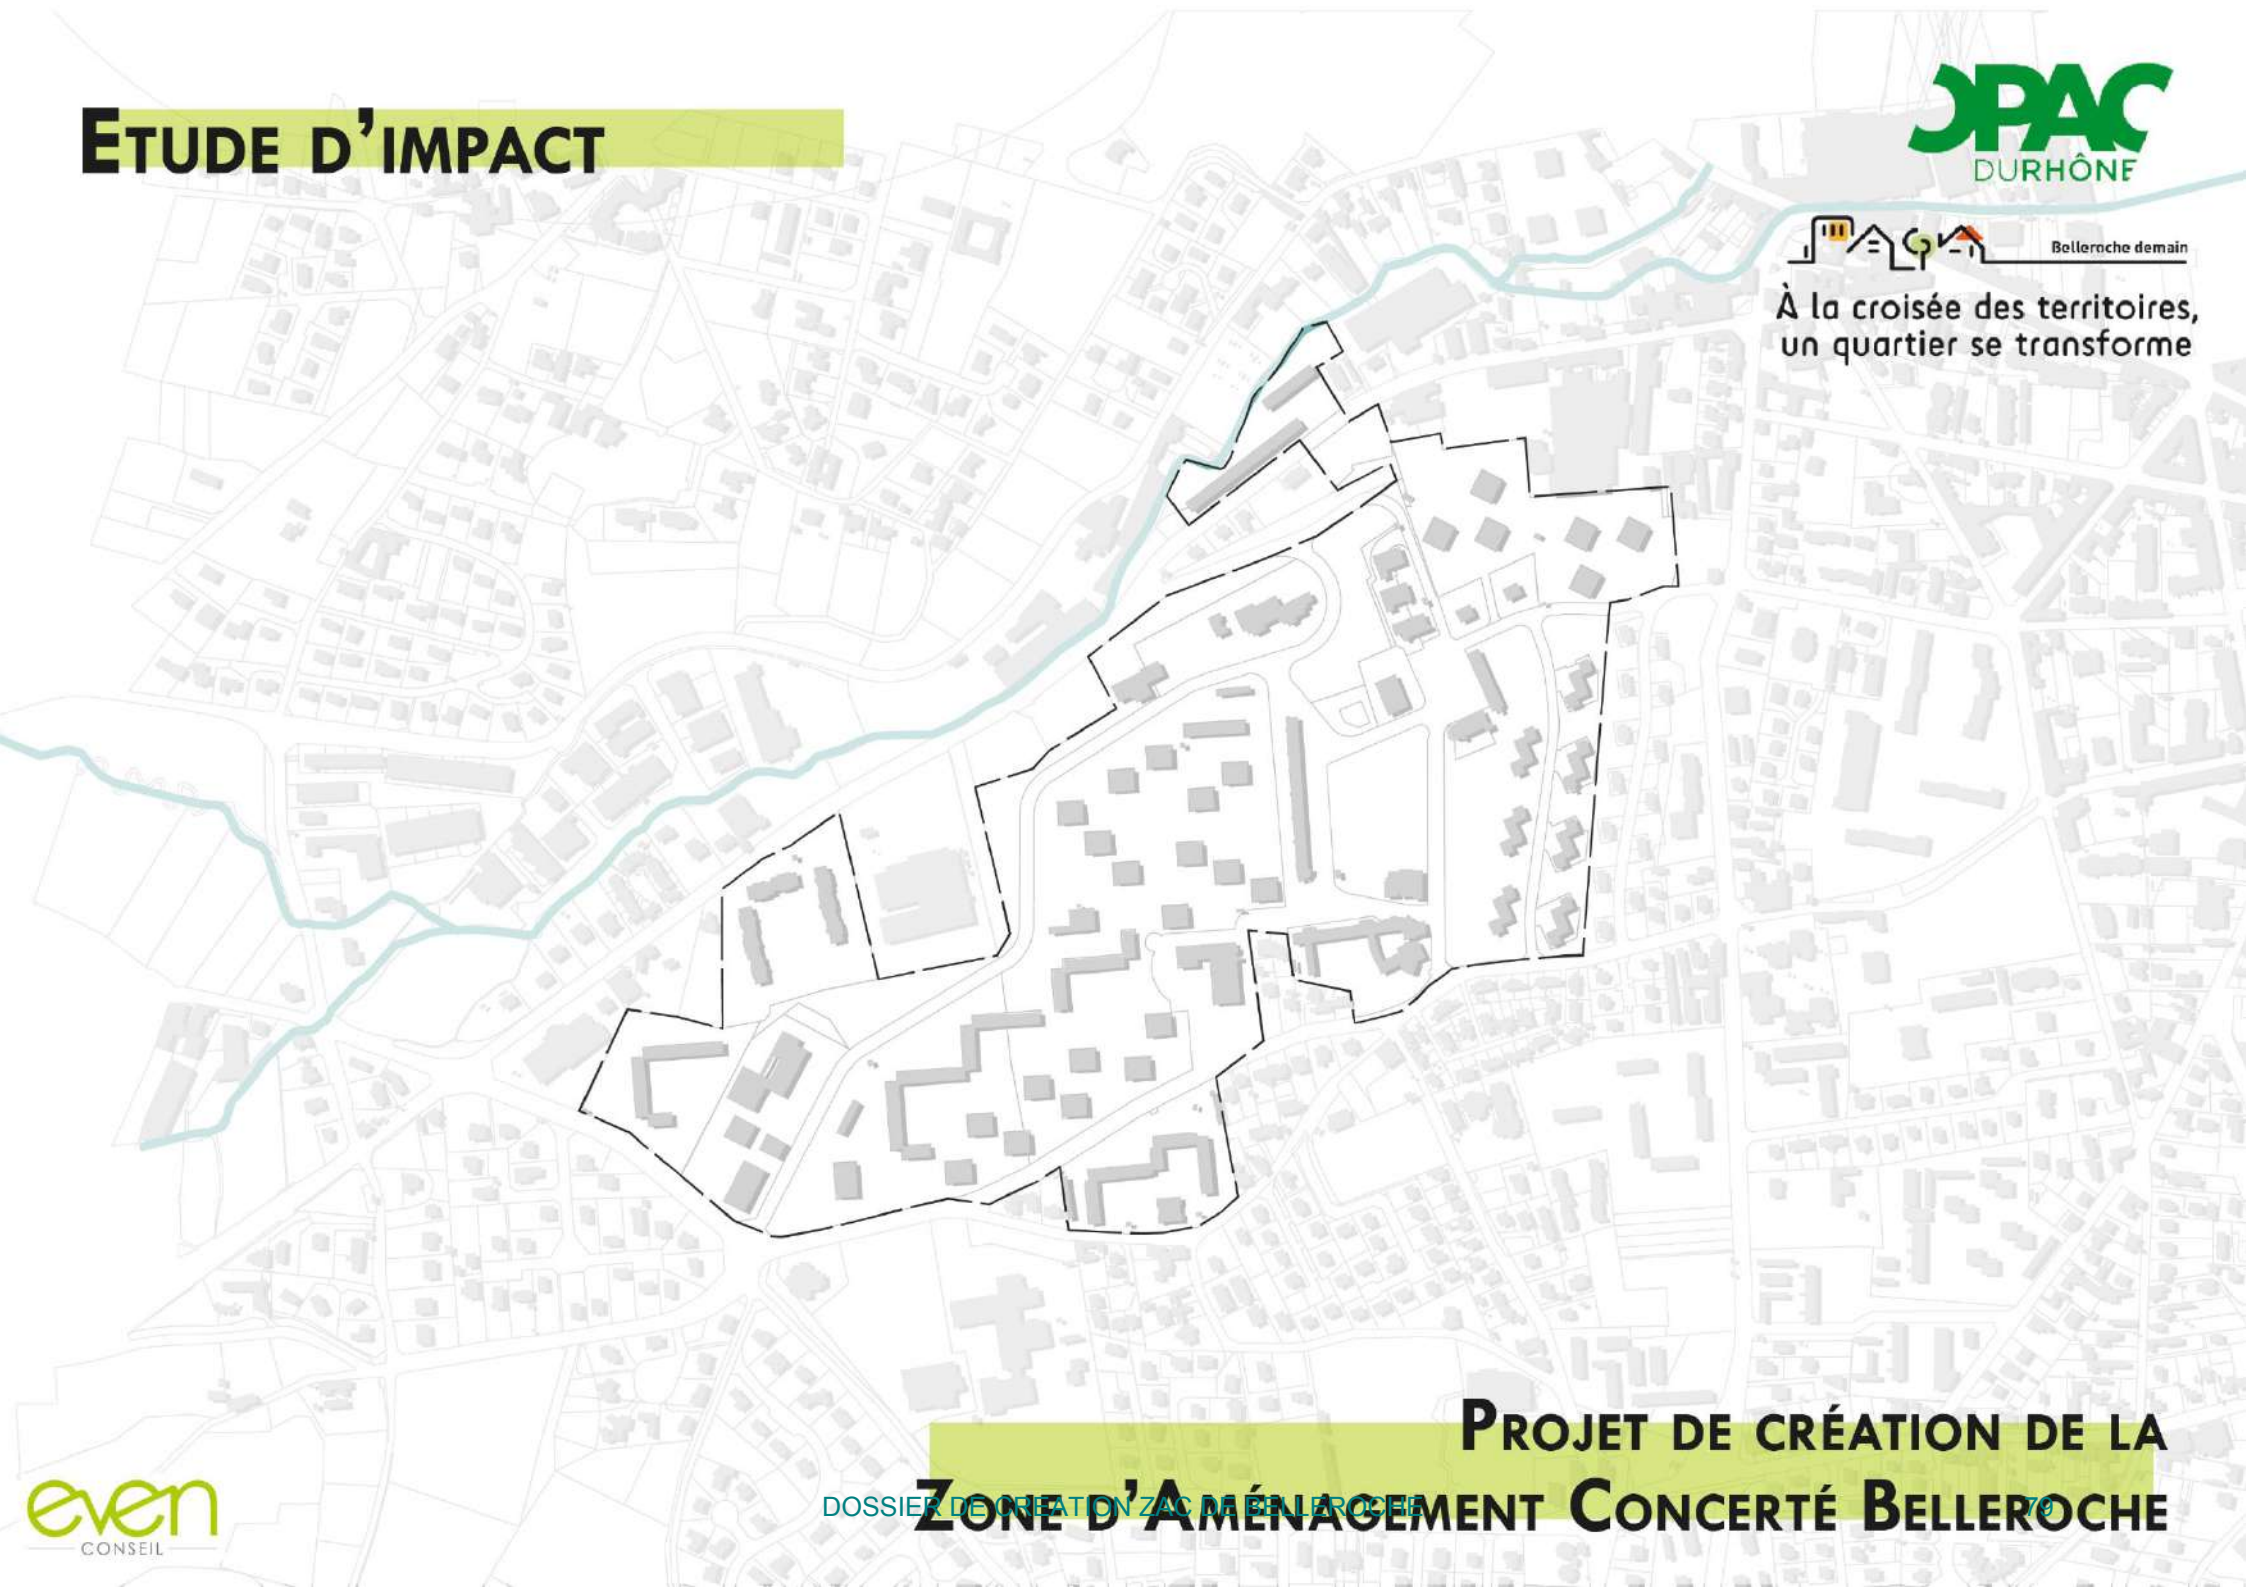 ETUDE D'IMPACT
OPAC
DURHÔNE
Belleroche demain
À la croisée des territoires,
un quartier se transforme
PROJET DE CRÉATION DE LA
ZONE D'AMÉNAGEMENT CONCERTÉ BELLEROCHE
DOSSIER DE CREATION ZAC DE BELLEROCHE
79
even
CONSEIL